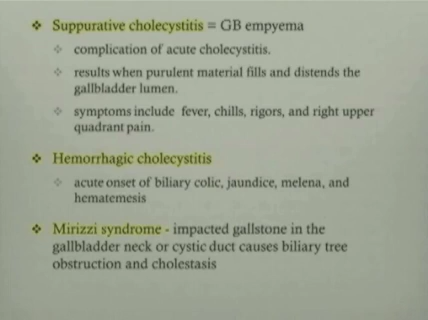 ❖ Suppurative cholecystitis = GB empyema
❖ complication of acute cholecystitis.
❖ results when purulent material fills and distends the
gallbladder lumen.
❖ symptoms include fever, chills, rigors, and right upper
quadrant pain.
❖ Hemorrhagic cholecystitis
❖ acute onset of biliary colic, jaundice, melena, and
hematemesis
❖ Mirizzi syndrome - impacted gallstone in the
gallbladder neck or cystic duct causes biliary tree
obstruction and cholestasis